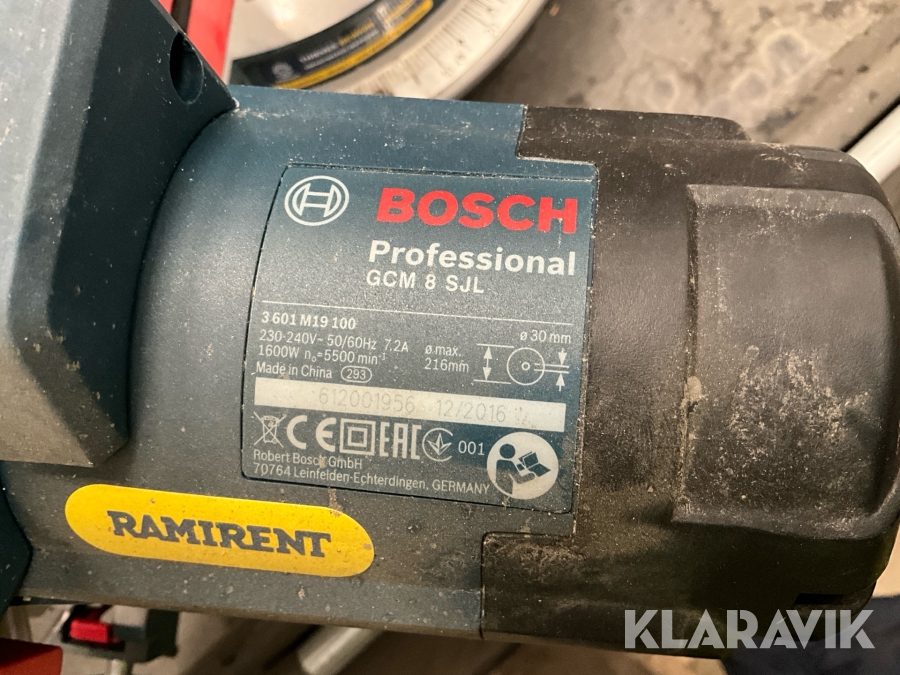 BOSCH
Professional
GCM 8 SJL
3 601 M19 100
230-240V~ 50/60Hz 7.2A
1600W n₀=5500 min⁻¹
Made in China 293
ø max.
216mm
ø 30 mm
612001956 12/2016
CE EAC 001
Robert Bosch GmbH
70764 Leinfelden-Echterdingen, GERMANY
RAMIRENT
KLARAVIK